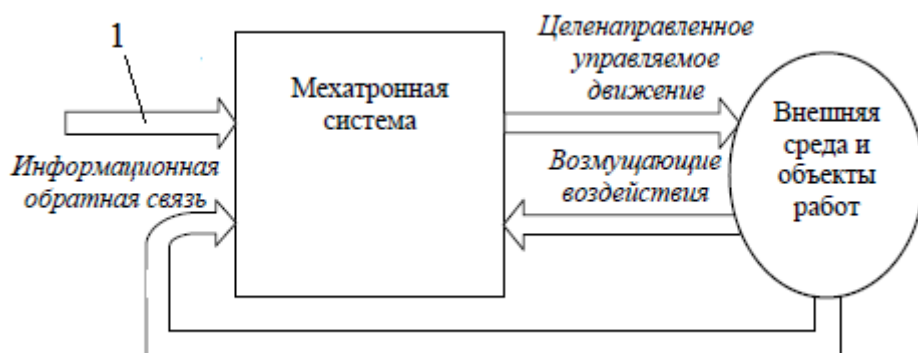 1
Мехатронная
система
Целенаправленное
управляемое
движение
Информационная
обратная связь
Возмущающие
воздействия
Внешняя
среда и
объекты
работ